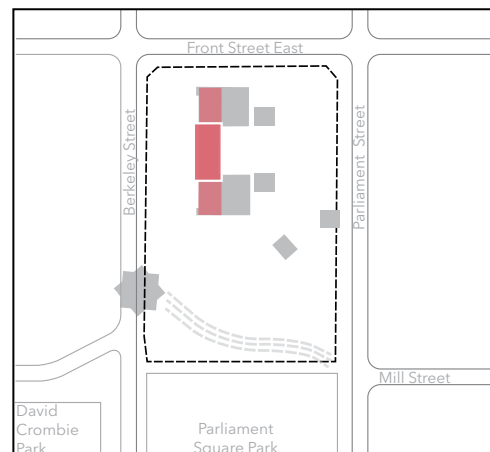 Front Street East
Berkeley Street
Parliament Street
Mill Street
David
Crombie
Park
Parliament
Square Park